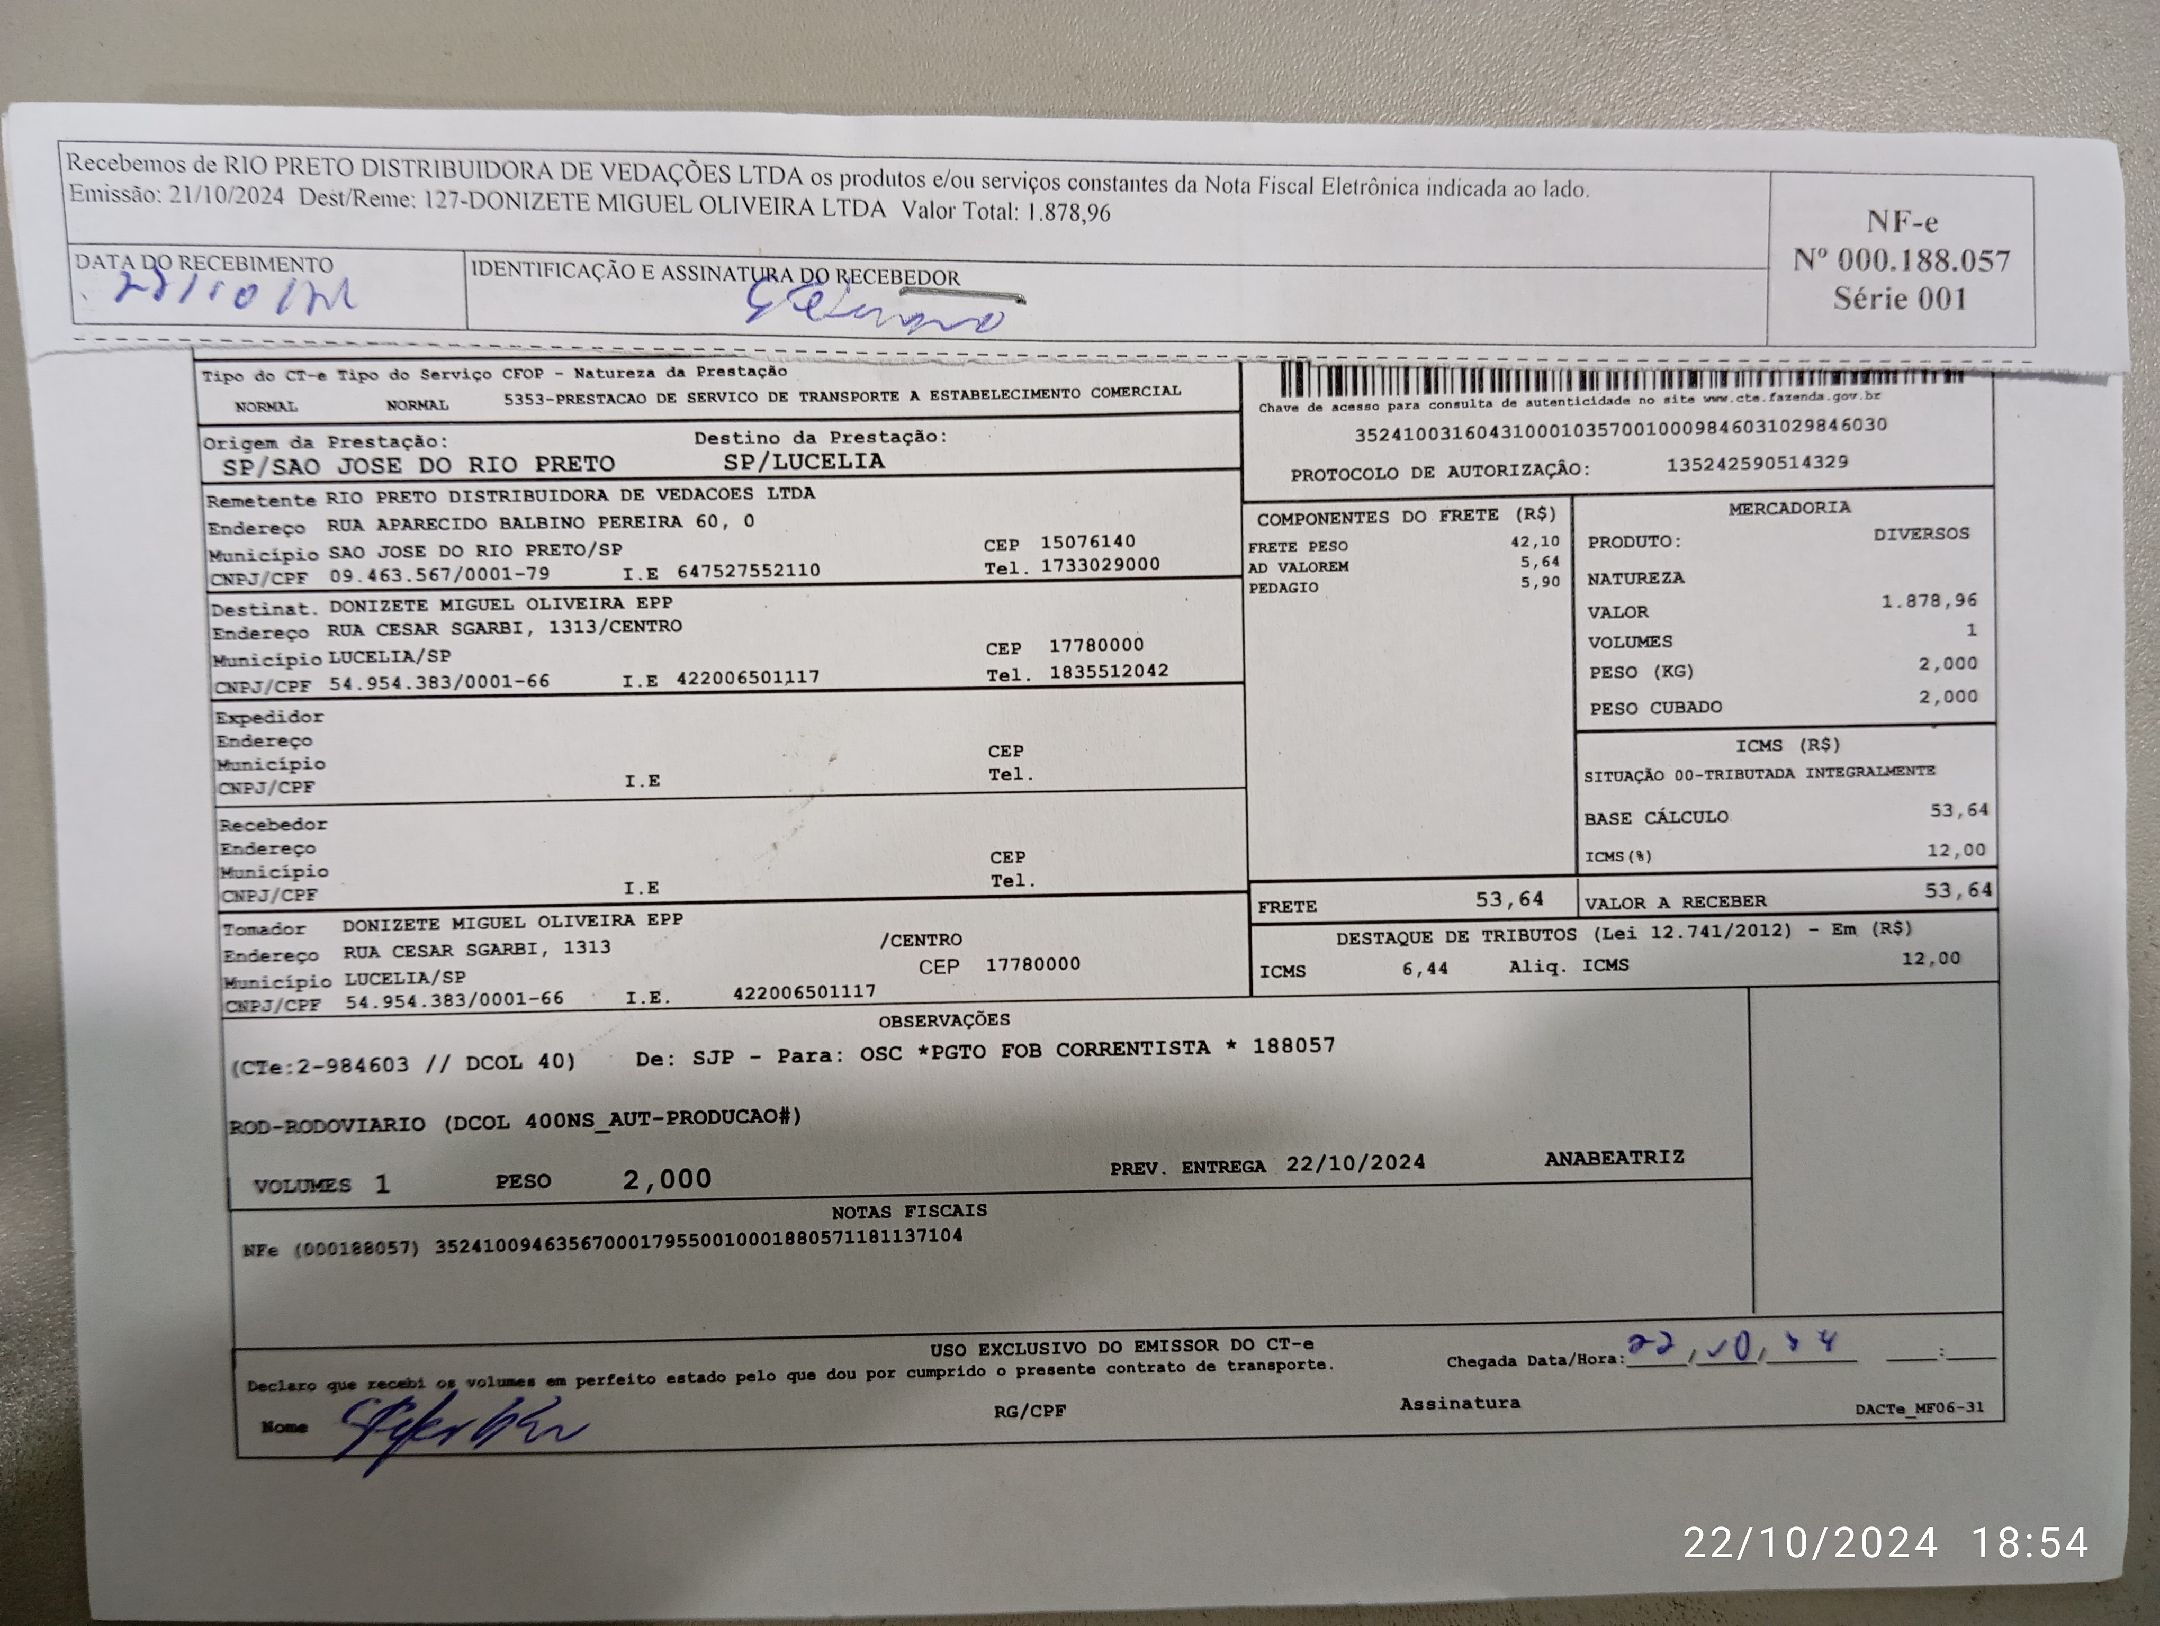 Recebemos de RIO PRETO DISTRIBUIDORA DE VEDAÇÕES LTDA os produtos e/ou serviços constantes da Nota Fiscal Eletrônica indicada ao lado.
Emissão: 21/10/2024 Dest/Reme: 127-DONIZETE MIGUEL OLIVEIRA LTDA Valor Total: 1.878,96
NF-e
Nº 000.188.057
Série 001
DATA DO RECEBIMENTO
IDENTIFICAÇÃO E ASSINATURA DO RECEBEDOR
Tipo do CT-e Tipo do Serviço CFOP - Natureza da Prestação
NORMAL NORMAL 5353-PRESTACAO DE SERVICO DE TRANSPORTE A ESTABELECIMENTO COMERCIAL
Chave de acesso para consulta de autenticidade no site www.cte.fazenda.gov.br
35241003160431000103570010009846031029846030
PROTOCOLO DE AUTORIZAÇÂO: 135242590514329
Origem da Prestação: Destino da Prestação:
SP/SAO JOSE DO RIO PRETO SP/LUCELIA
Remetente RIO PRETO DISTRIBUIDORA DE VEDACOES LTDA
Endereço RUA APARECIDO BALBINO PEREIRA 60, 0
Município SAO JOSE DO RIO PRETO/SP CEP 15076140
CNPJ/CPF 09.463.567/0001-79 I.E 647527552110 Tel. 1733029000
Destinat. DONIZETE MIGUEL OLIVEIRA EPP
Endereço RUA CESAR SGARBI, 1313/CENTRO
Município LUCELIA/SP CEP 17780000
CNPJ/CPF 54.954.383/0001-66 I.E 422006501117 Tel. 1835512042
Expedidor
Endereço
Município CEP
CNPJ/CPF I.E Tel.
Recebedor
Endereço
Município CEP
CNPJ/CPF I.E Tel.
Tomador DONIZETE MIGUEL OLIVEIRA EPP
Endereço RUA CESAR SGARBI, 1313 /CENTRO
Município LUCELIA/SP CEP 17780000
CNPJ/CPF 54.954.383/0001-66 I.E. 422006501117
COMPONENTES DO FRETE (R$)
FRETE PESO 42,10
AD VALOREM 5,64
PEDAGIO 5,90
MERCADORIA
PRODUTO: DIVERSOS
NATUREZA
VALOR 1.878,96
VOLUMES 1
PESO (KG) 2,000
PESO CUBADO 2,000
ICMS (R$)
SITUAÇÃO 00-TRIBUTADA INTEGRALMENTE
BASE CÁLCULO 53,64
ICMS(%) 12,00
FRETE 53,64 VALOR A RECEBER 53,64
DESTAQUE DE TRIBUTOS (Lei 12.741/2012) - Em (R$)
ICMS 6,44 Aliq. ICMS 12,00
OBSERVAÇÕES
(CTe:2-984603 // DCOL 40) De: SJP - Para: OSC *PGTO FOB CORRENTISTA * 188057
ROD-RODOVIARIO (DCOL 400NS_AUT-PRODUCAO#)
VOLUMES 1 PESO 2,000 PREV. ENTREGA 22/10/2024 ANABEATRIZ
NOTAS FISCAIS
NFe (000188057) 35241009463567000179550010001880571181137104
USO EXCLUSIVO DO EMISSOR DO CT-e
Declaro que recebi os volumes em perfeito estado pelo que dou por cumprido o presente contrato de transporte.
Chegada Data/Hora: 22,10,24 :
Nome RG/CPF Assinatura DACTe_MF06-31
22/10/2024 18:54